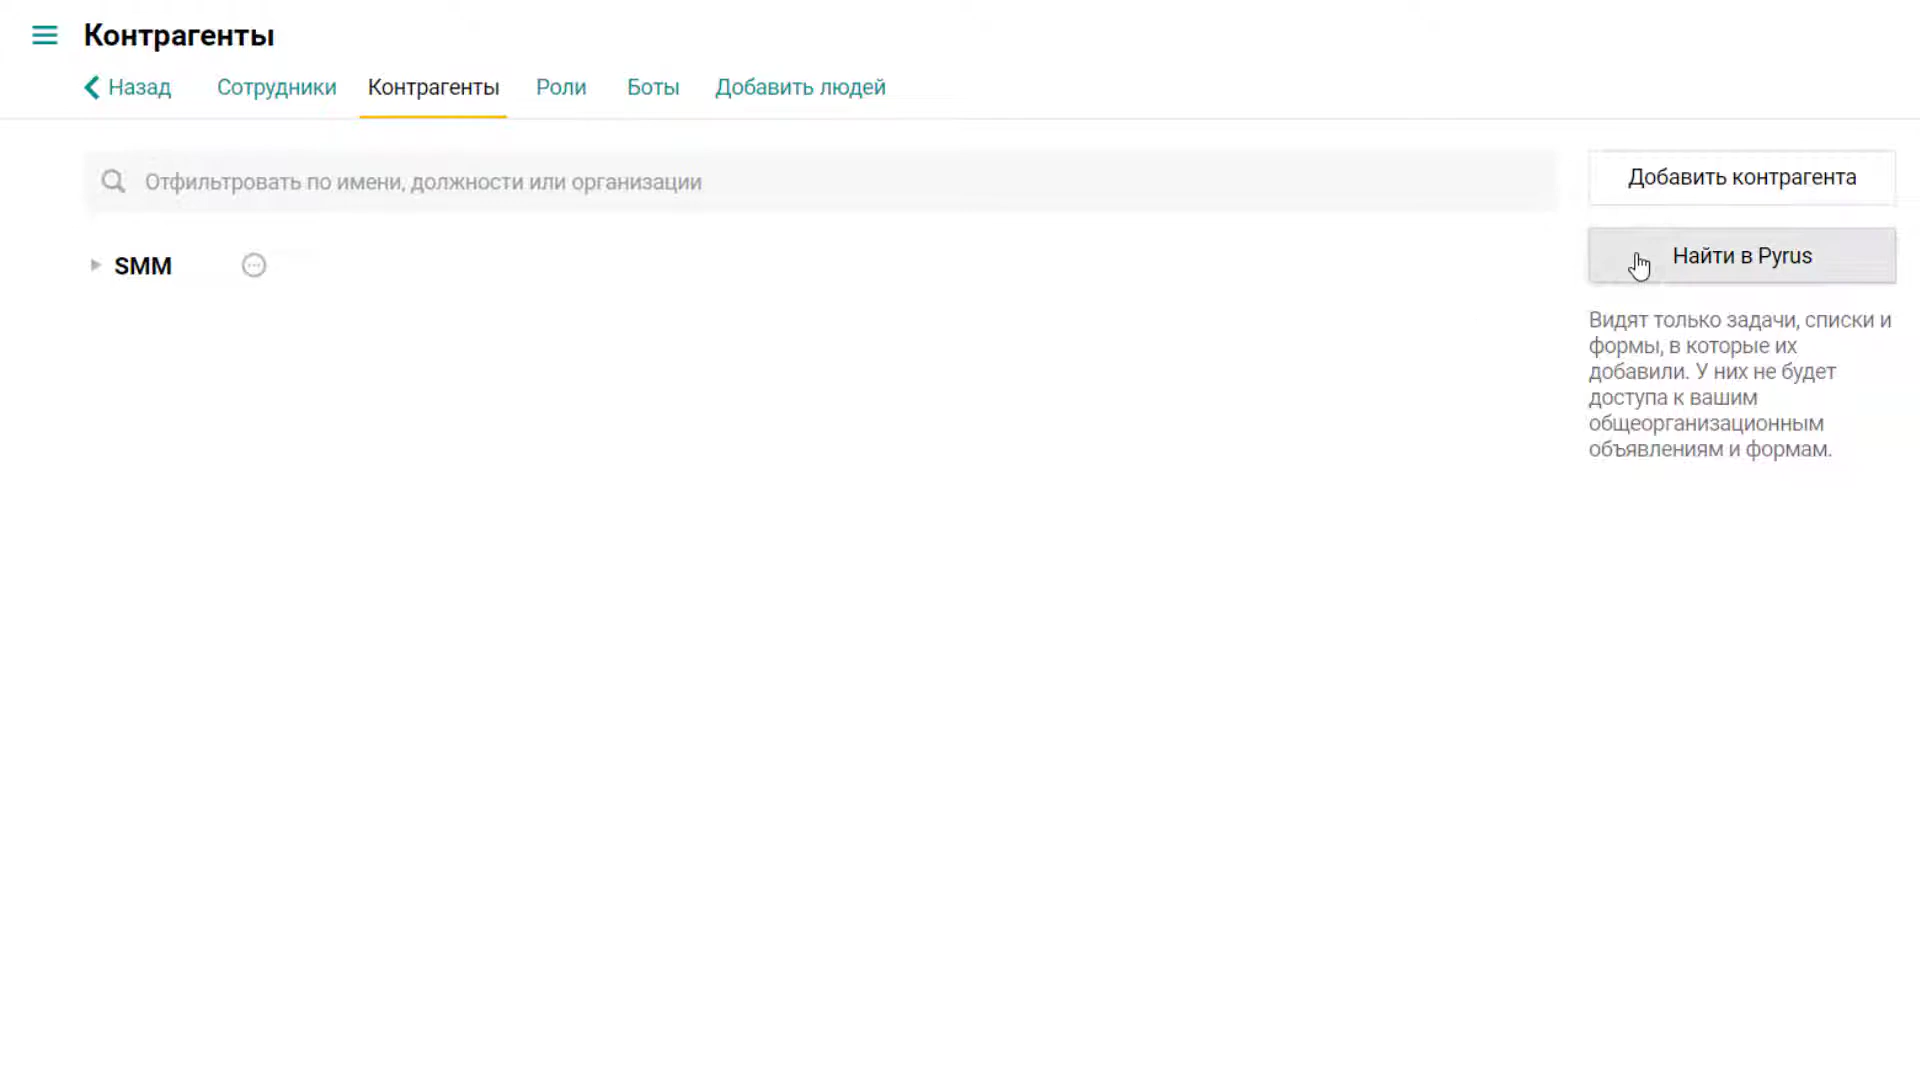 Контрагенты
Назад Сотрудники Контрагенты Роли Боты Добавить людей
Отфильтровать по имени, должности или организации
Добавить контрагента
SMM
Найти в Pyrus
Видят только задачи, списки и
формы, в которые их
добавили. У них не будет
доступа к вашим
общеорганизационным
объявлениям и формам.